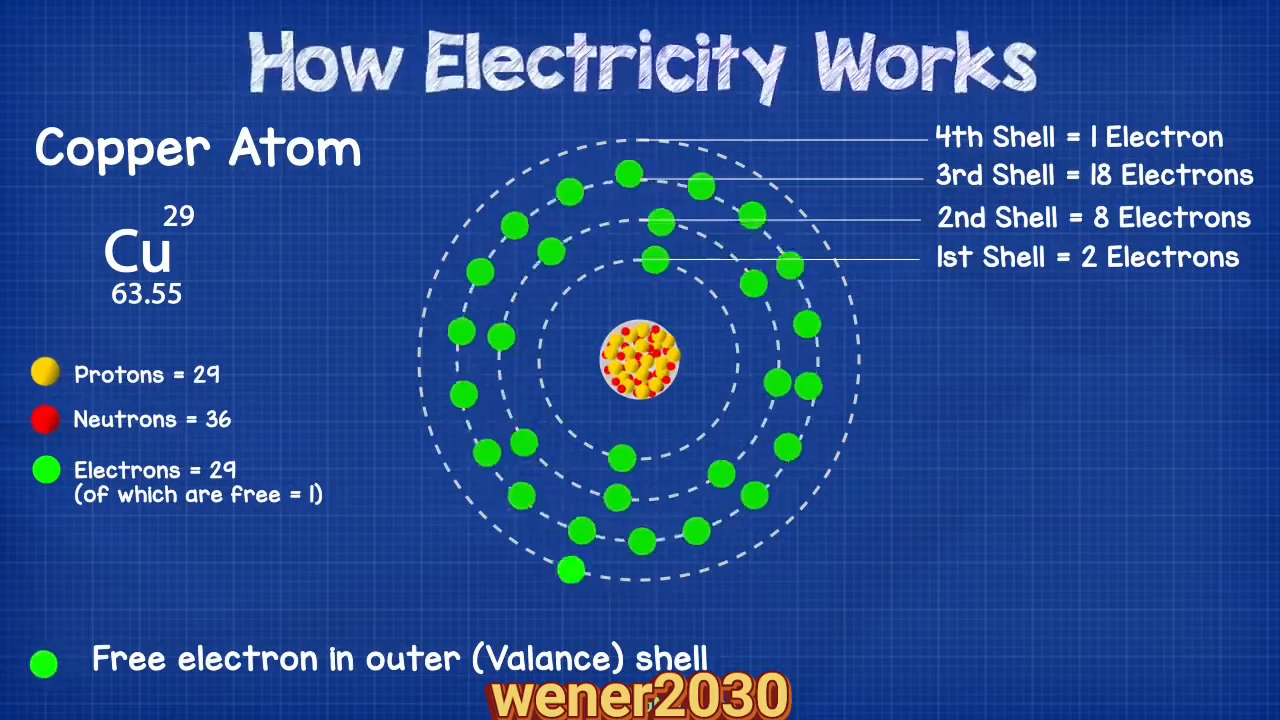 How Electricity Works
Copper Atom
29
Cu
63.55
Protons = 29
Neutrons = 36
Electrons = 29
(of which are free = 1)
4th Shell = 1 Electron
3rd Shell = 18 Electrons
2nd Shell = 8 Electrons
1st Shell = 2 Electrons
Free electron in outer (Valance) shell
wener2030